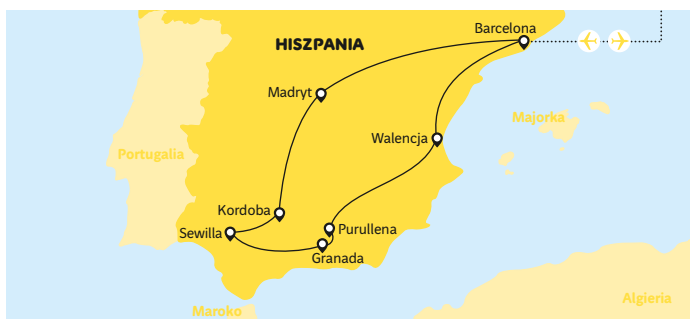 Barcelona
HISZPANIA
Madryt
Majorka
Walencja
Portugalia
Kordoba
Sewilla
Purullena
Granada
Algieria
Maroko